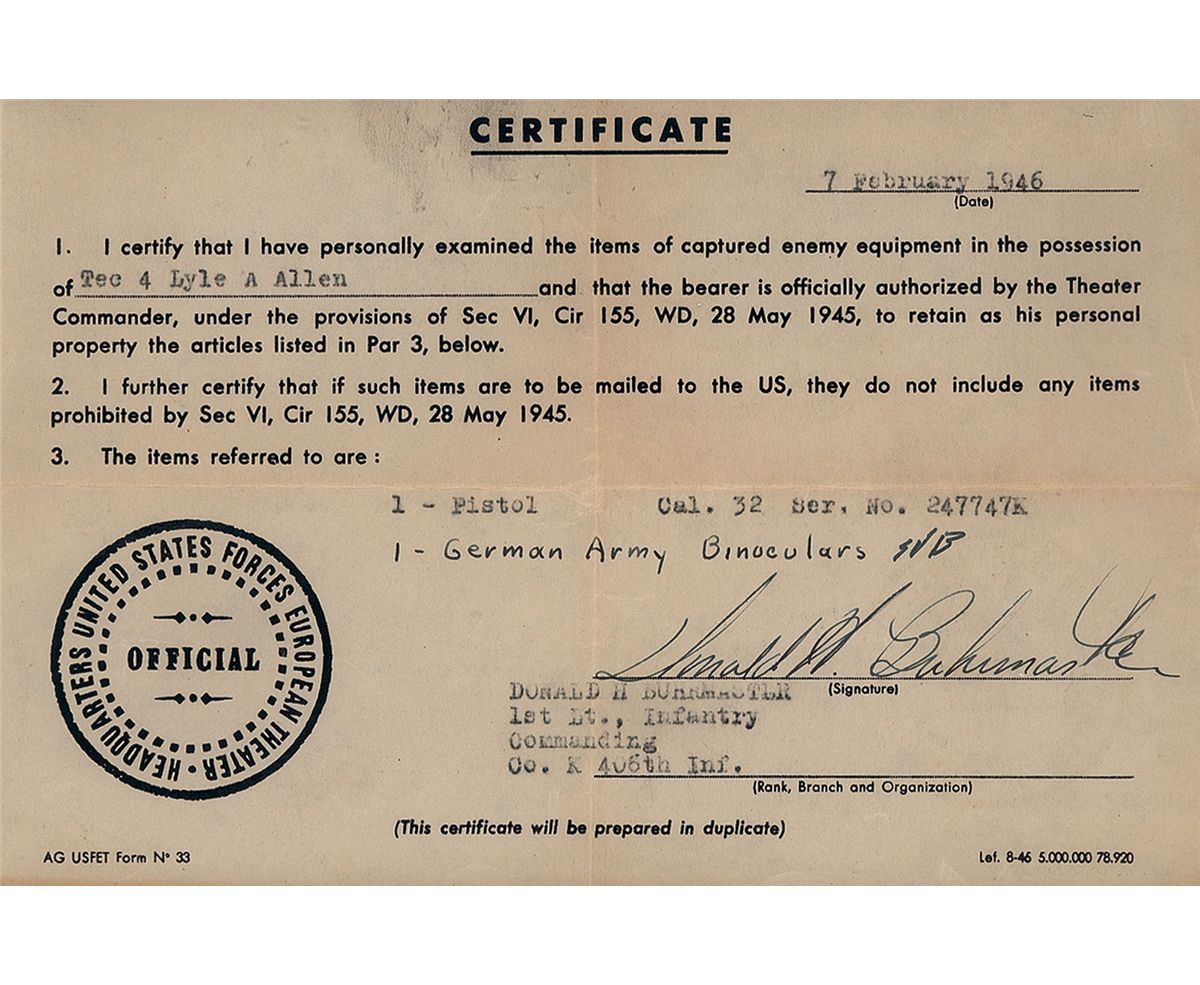 CERTIFICATE
7 February 1946
(Date)
1. I certify that I have personally examined the items of captured enemy equipment in the possession
of Tec 4 Lyle A Allen and that the bearer is officially authorized by the Theater
Commander, under the provisions of Sec VI, Cir 155, WD, 28 May 1945, to retain as his personal
property the articles listed in Par 3, below.
2. I further certify that if such items are to be mailed to the US, they do not include any items
prohibited by Sec VI, Cir 155, WD, 28 May 1945.
3. The items referred to are :
1 - Pistol Cal. 32 Ser. No. 247747K
1 - German Army Binoculars
HEADQUARTERS UNITED STATES FORCES EUROPEAN THEATER
OFFICIAL
Donald H. Buhrmaster
DONALD H BUHRMASTER (Signature)
1st Lt., Infantry
Commanding
Co. K 406th Inf.
(Rank, Branch and Organization)
(This certificate will be prepared in duplicate)
AG USFET Form Nº 33
Lef. 8-46 5.000.000 78.920